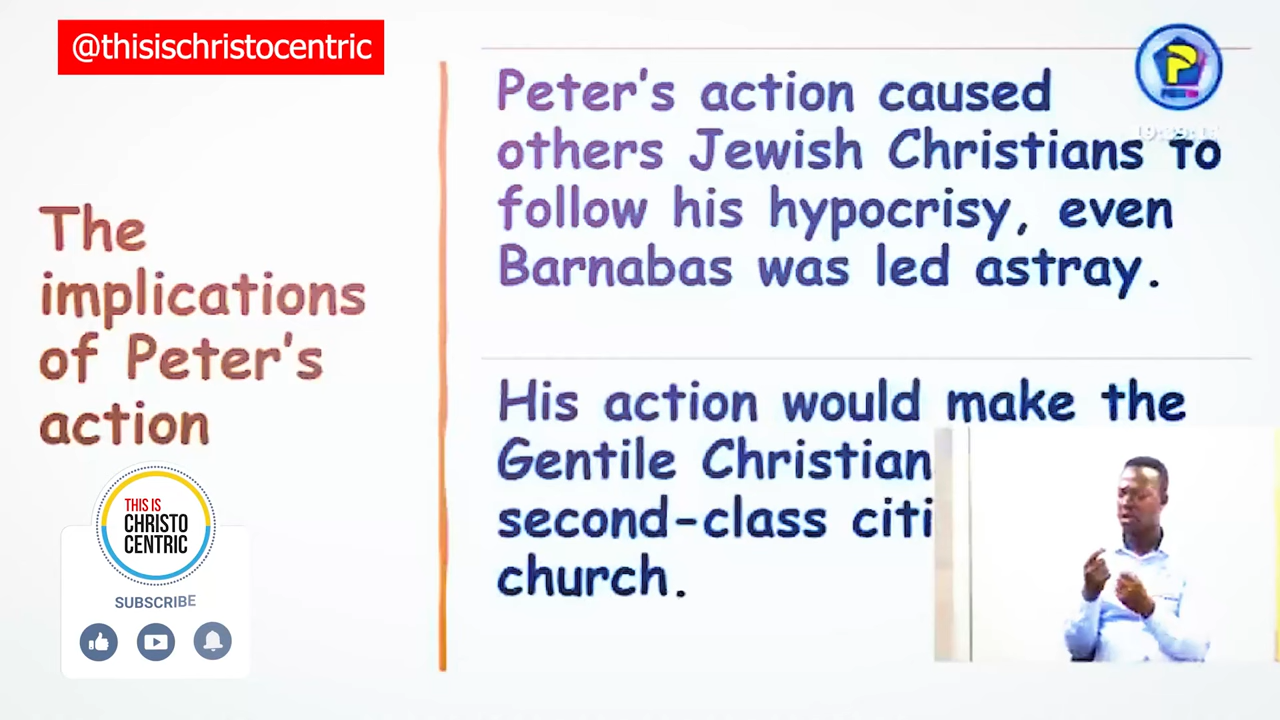 @thisischristocentric
The
implications
of Peter's
action
Peter's action caused
others Jewish Christians to
follow his hypocrisy, even
Barnabas was led astray.
His action would make the
Gentile Christian
second-class citi
church.
THIS IS
CHRISTO
CENTRIC
SUBSCRIBE
P